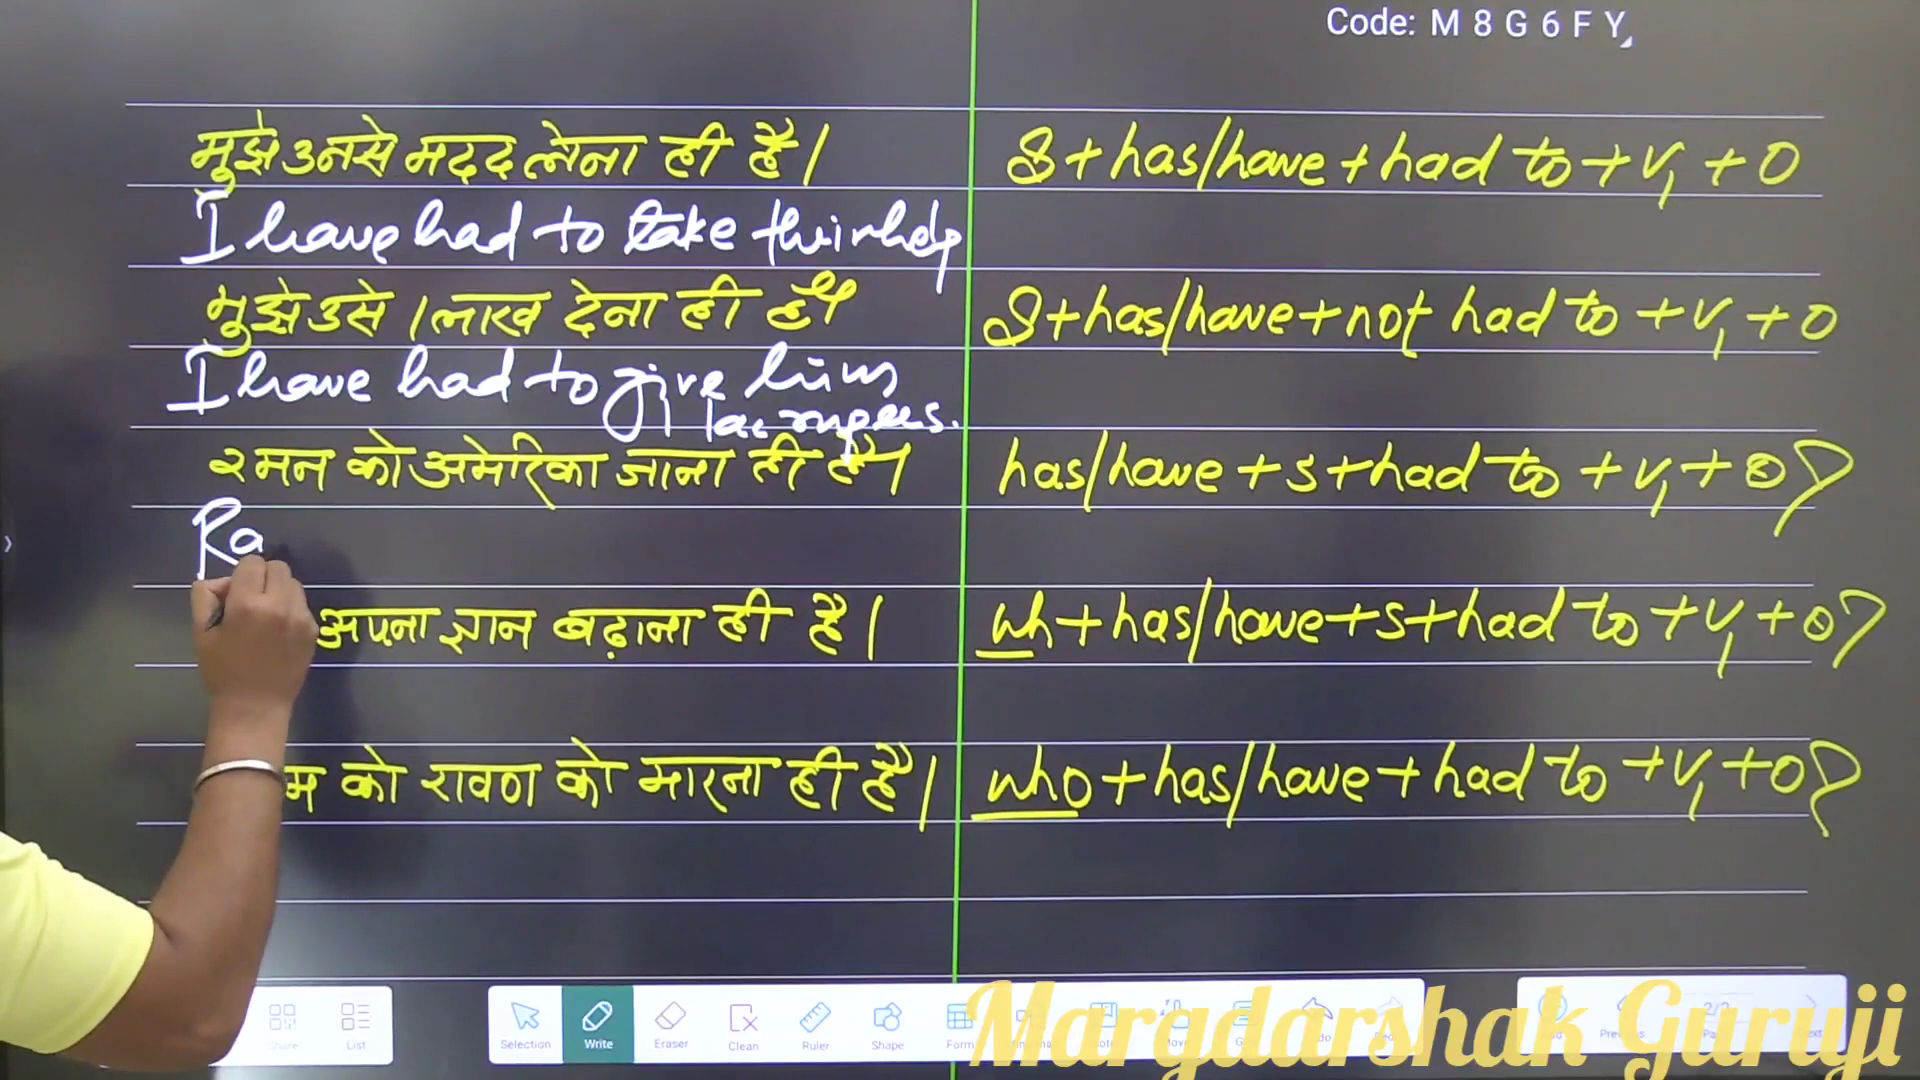 Code: M 8 G 6 F Y
मुझे उनसे मदद लेना ही है।
S + has/have + had to + V1 + O
I have had to take their help
मुझे उसे 1 लाख देना ही है।
S + has/have + not had to + V1 + O
I have had to give him
1 lac rupees.
रमन को अमेरिका जाना ही है।
has/have + s + had to + V1 + O?
Ra
अपना ज्ञान बढ़ाना ही है।
wh + has/have + s + had to + V1 + O?
म को रावण को मारना ही है।
who + has/have + had to + V1 + O?
Share List Selection Write Eraser Clean Ruler Shape Form
Margdarshak Guruji